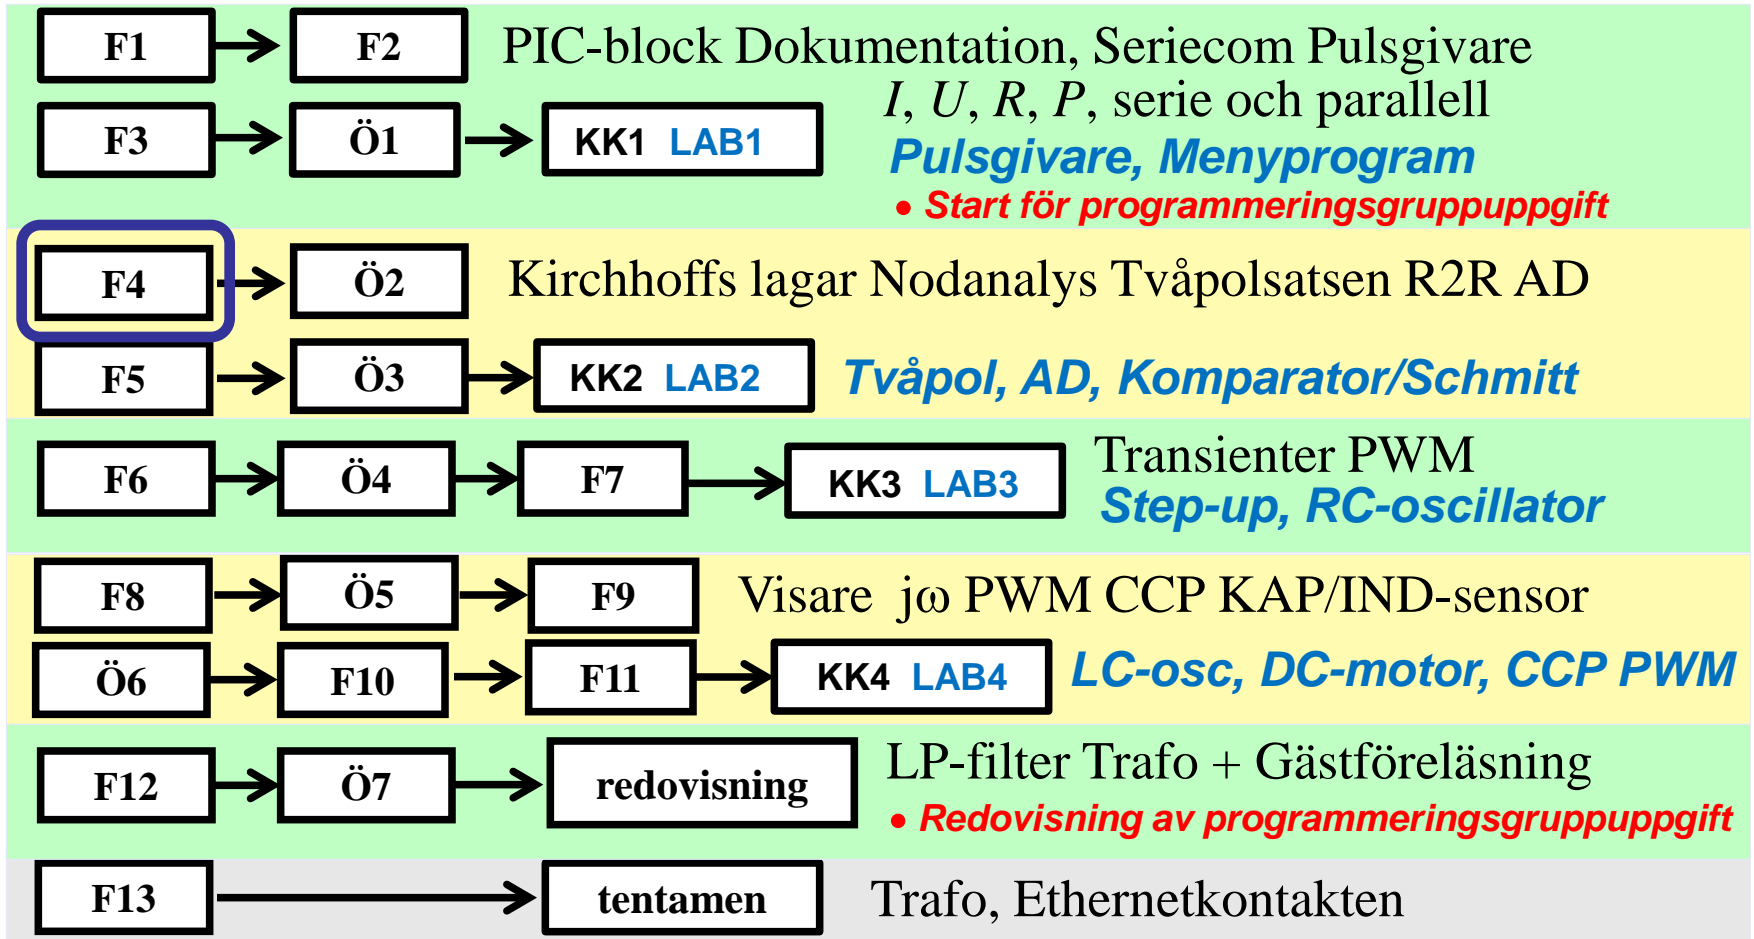 F1 F2 PIC-block Dokumentation, Seriecom Pulsgivare
I, U, R, P, serie och parallell
F3 Ö1 KK1 LAB1 Pulsgivare, Menyprogram
• Start för programmeringsgruppuppgift
F4 Ö2 Kirchhoffs lagar Nodanalys Tvåpolsatsen R2R AD
F5 Ö3 KK2 LAB2 Tvåpol, AD, Komparator/Schmitt
F6 Ö4 F7 KK3 LAB3 Transienter PWM
Step-up, RC-oscillator
F8 Ö5 F9 Visare jω PWM CCP KAP/IND-sensor
Ö6 F10 F11 KK4 LAB4 LC-osc, DC-motor, CCP PWM
F12 Ö7 redovisning LP-filter Trafo + Gästföreläsning
• Redovisning av programmeringsgruppuppgift
F13 tentamen Trafo, Ethernetkontakten